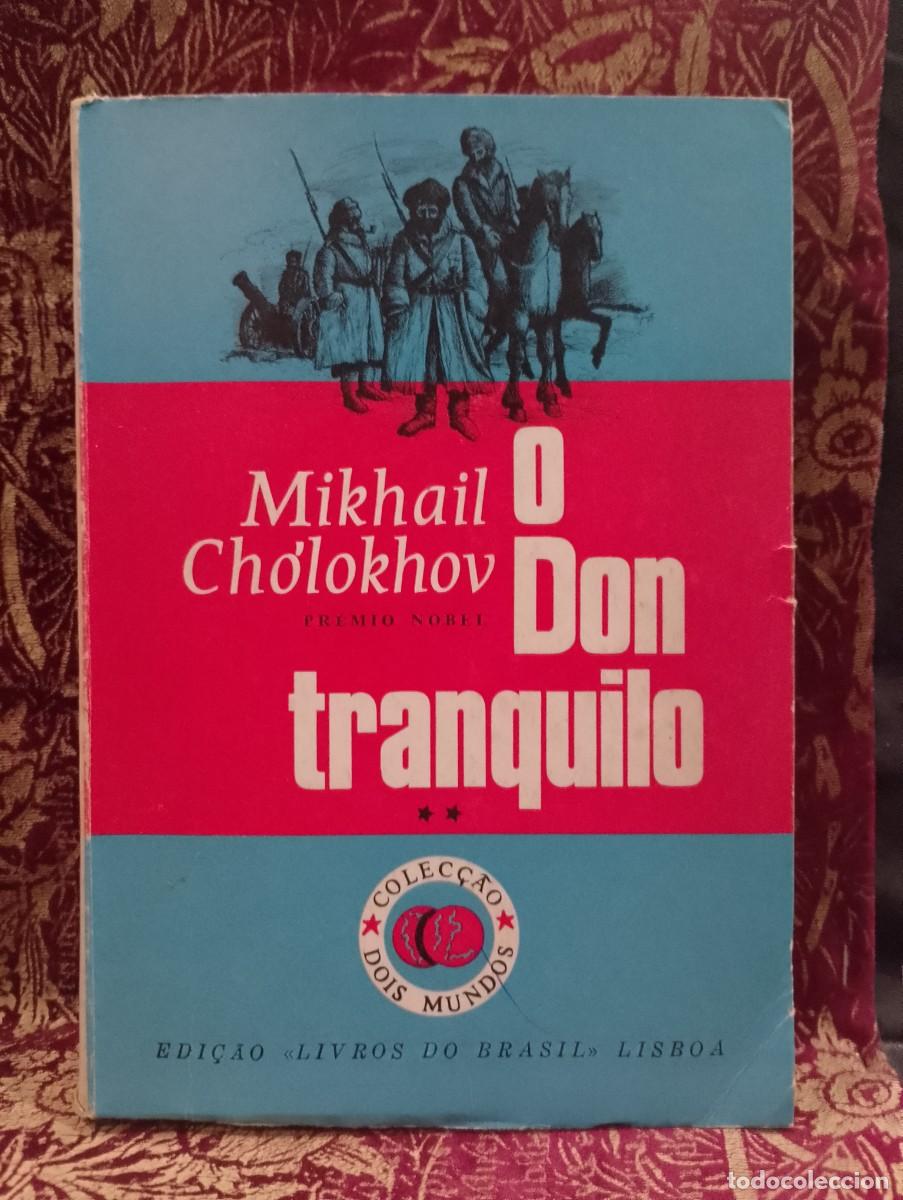 Mikhail
Chólokhov
PRÉMIO NOBEL
O
Don
tranquilo
★★
COLECÇÃO
DOIS MUNDOS
EDIÇÃO «LIVROS DO BRASIL» LISBOA
todocoleccion